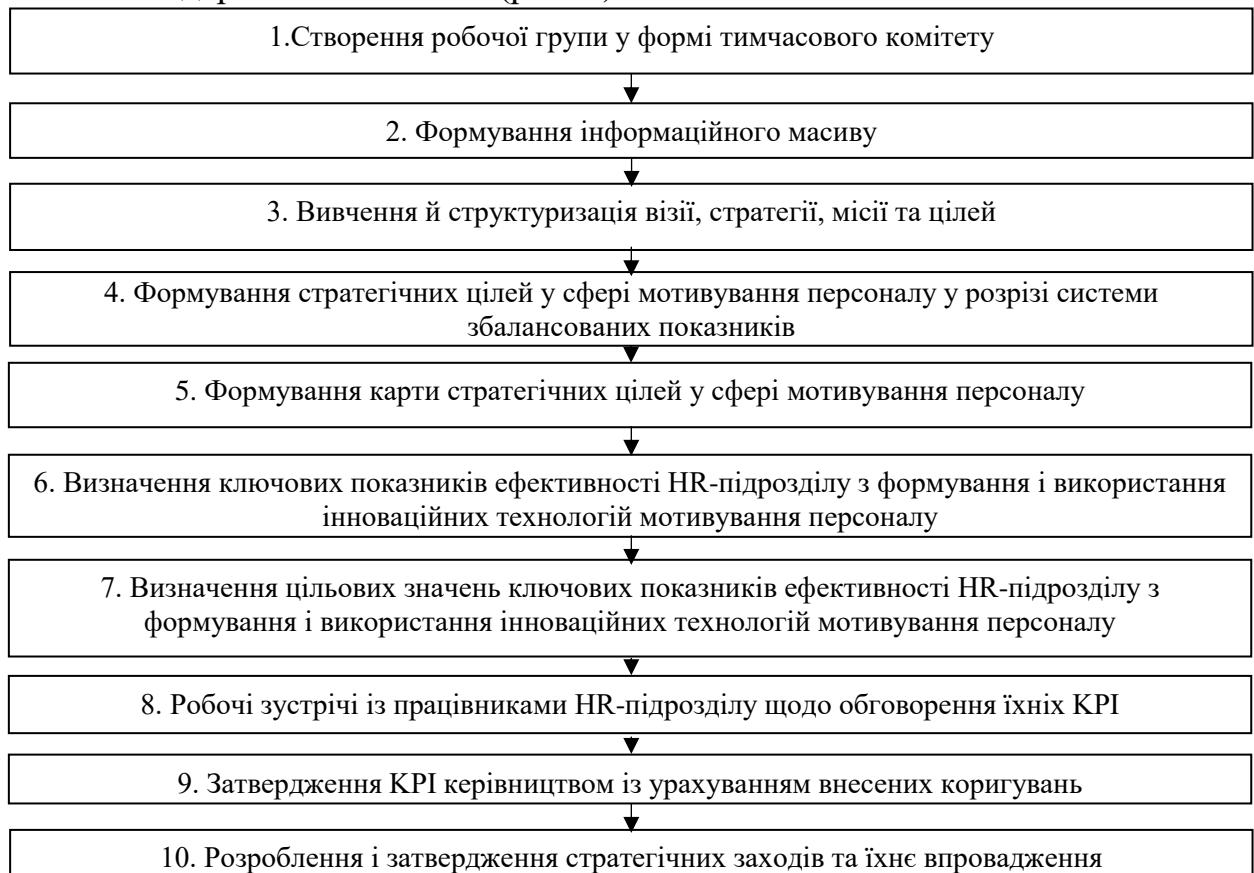 1.Створення робочої групи у формі тимчасового комітету
2. Формування інформаційного масиву
3. Вивчення й структуризація візії, стратегії, місії та цілей
4. Формування стратегічних цілей у сфері мотивування персоналу у розрізі системи
збалансованих показників
5. Формування карти стратегічних цілей у сфері мотивування персоналу
6. Визначення ключових показників ефективності HR-підрозділу з формування і використання
інноваційних технологій мотивування персоналу
7. Визначення цільових значень ключових показників ефективності HR-підрозділу з
формування і використання інноваційних технологій мотивування персоналу
8. Робочі зустрічі із працівниками HR-підрозділу щодо обговорення їхніх KPI
9. Затвердження KPI керівництвом із урахуванням внесених коригувань
10. Розроблення і затвердження стратегічних заходів та їхнє впровадження